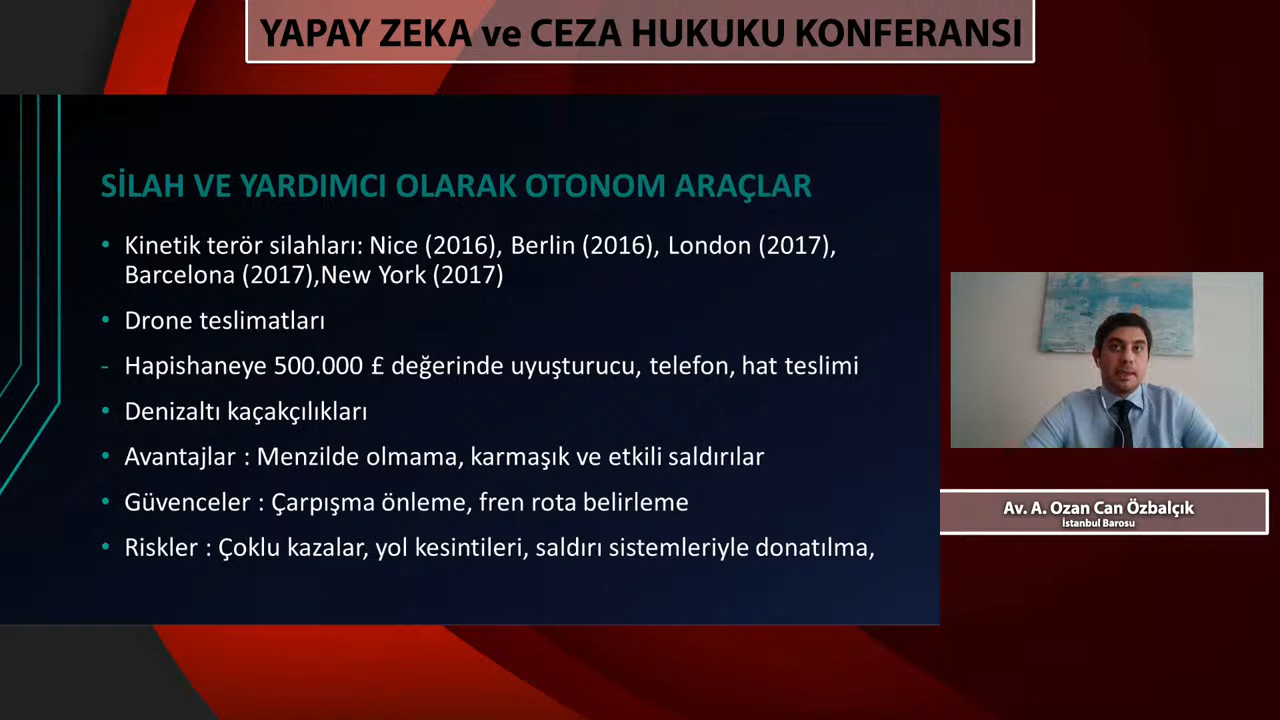 YAPAY ZEKA ve CEZA HUKUKU KONFERANSI
SİLAH VE YARDIMCI OLARAK OTONOM ARAÇLAR
• Kinetik terör silahları: Nice (2016), Berlin (2016), London (2017),
Barcelona (2017),New York (2017)
• Drone teslimatları
- Hapishaneye 500.000 £ değerinde uyuşturucu, telefon, hat teslimi
• Denizaltı kaçakçılıkları
• Avantajlar : Menzilde olmama, karmaşık ve etkili saldırılar
• Güvenceler : Çarpışma önleme, fren rota belirleme
• Riskler : Çoklu kazalar, yol kesintileri, saldırı sistemleriyle donatılma,
Av. A. Ozan Can Özbalçık
İstanbul Barosu